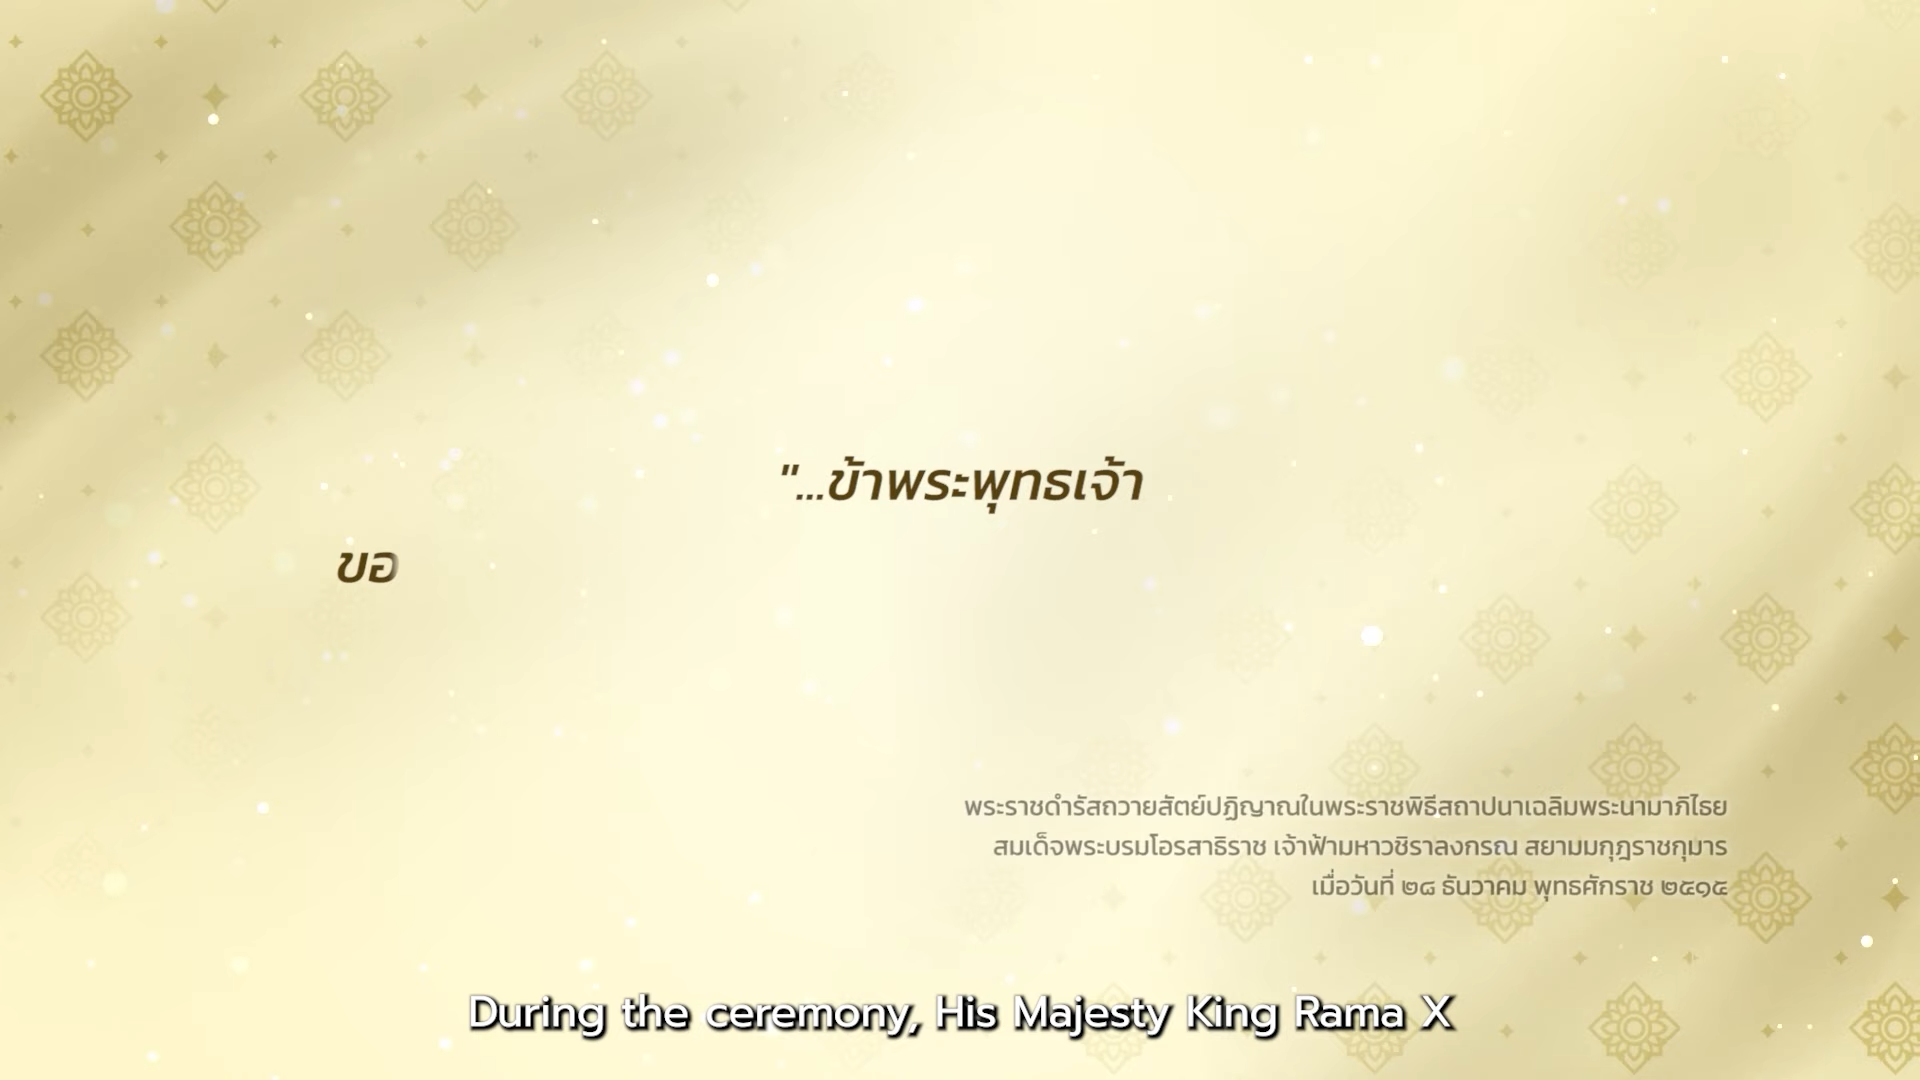 "...ข้าพระพุทธเจ้า
ขอ
พระราชดำรัสถวายสัตย์ปฏิญาณในพระราชพิธีสถาปนาเฉลิมพระนามาภิไธย
สมเด็จพระบรมโอรสาธิราช เจ้าฟ้ามหาวชิราลงกรณ สยามมกุฎราชกุมาร
เมื่อวันที่ ๒๘ ธันวาคม พุทธศักราช ๒๕๑๕
During the ceremony, His Majesty King Rama X